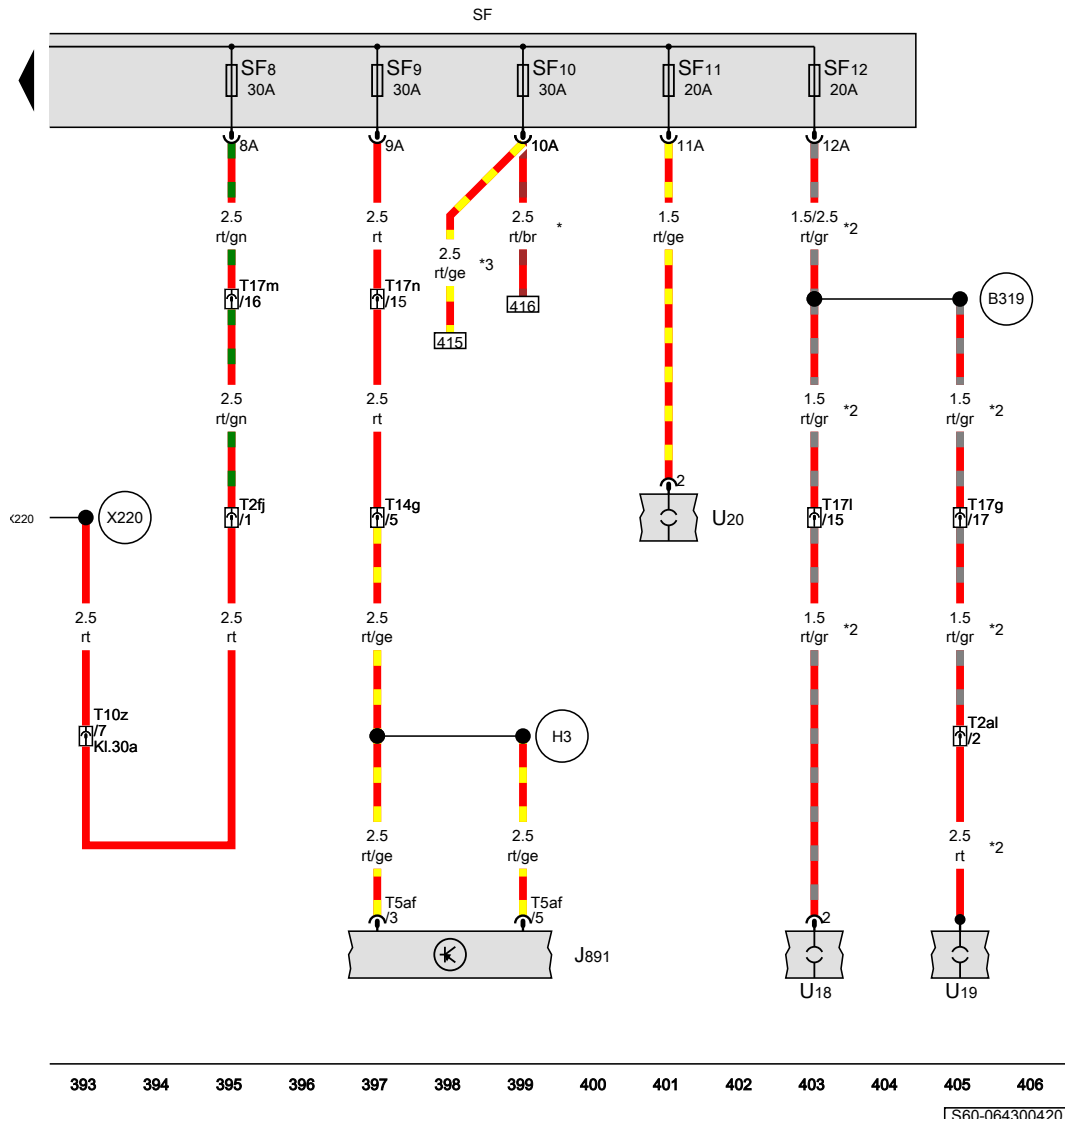 SF
SF8 SF9 SF10 SF11 SF12
30A 30A 30A 20A 20A
8A 9A 10A 11A 12A
2.5 2.5 2.5 1.5 1.5/2.5
rt/gn rt rt/br * rt/ge rt/gr *2
2.5
rt/ge *3
T17m T17n
/16 /15
416 B319
415
2.5 2.5 1.5 1.5
rt/gn rt rt/gr *2 rt/gr *2
2
X220 X220 T2fj T14g U20 T17l T17g
/1 /5 /15 /17
2.5 2.5 2.5 1.5 1.5
rt rt rt/ge rt/gr *2 rt/gr *2
T10z T2al
/7 H3 /2
Kl.30a
2.5 2.5 2.5
rt/ge rt/ge rt *2
T5af T5af
/3 /5 2
J891
U18 U19
393 394 395 396 397 398 399 400 401 402 403 404 405 406
S60-064300420